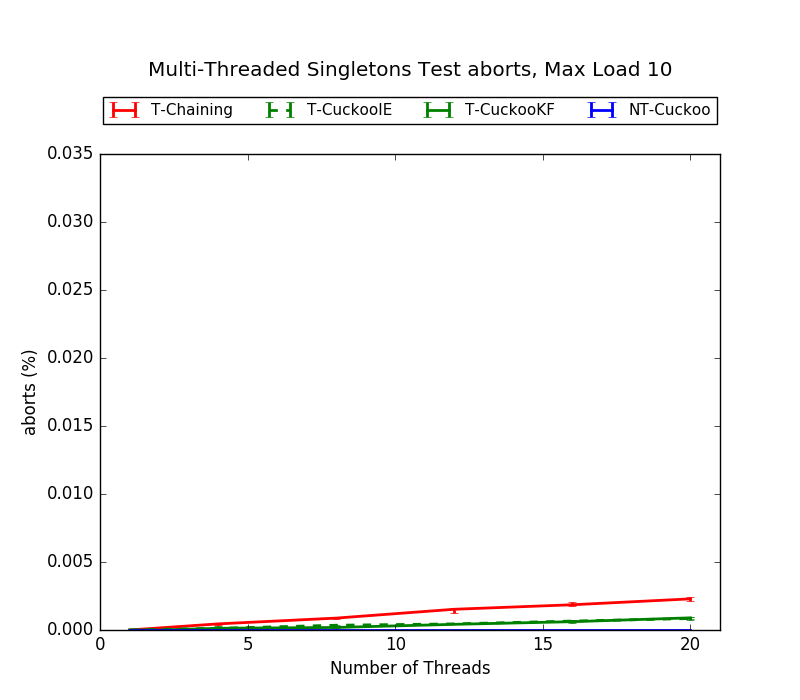 Multi-Threaded Singletons Test aborts, Max Load 10
T-Chaining T-CuckooIE T-CuckooKF NT-Cuckoo
0.035
0.030
0.025
0.020
0.015
0.010
0.005
0.000
aborts (%)
0 5 10 15 20
Number of Threads